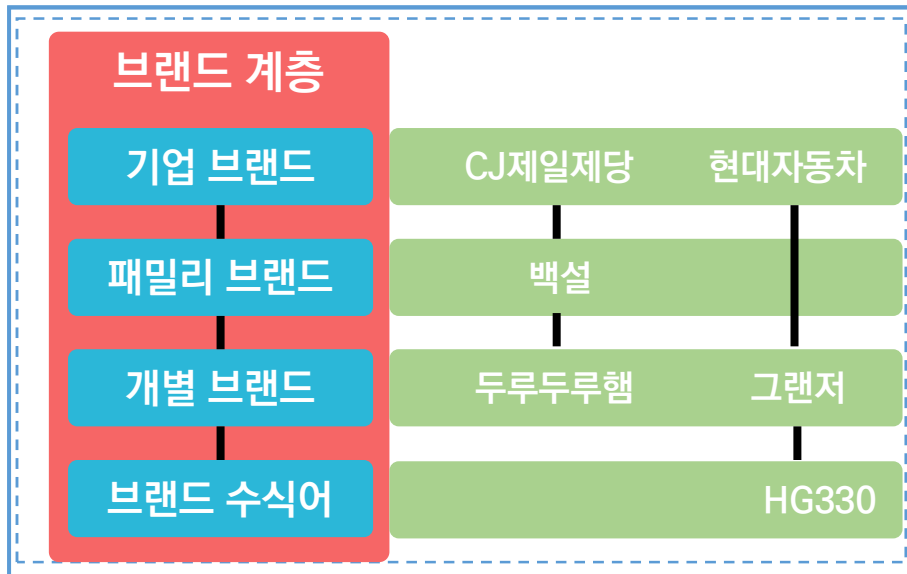 브랜드 계층
기업 브랜드 CJ제일제당 현대자동차
패밀리 브랜드 백설
개별 브랜드 두루두루햄 그랜저
브랜드 수식어 HG330